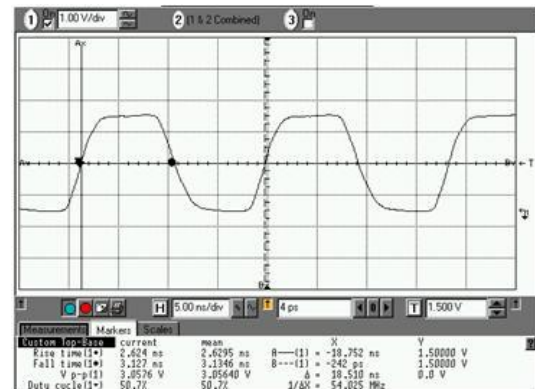 1 On 1.00 V/div 2 (1 & 2 Combined) 3 On
Ax
Ax Bx T
B
H 5.00 ns/div 4 ps T 1.500 V
Measurements Markers Scales
Custom Top-Base current mean X Y
Rise time(1•) 2.624 ns 2.6295 ns A---(1) = -18.752 ns 1.50000 V
Fall time(1•) 3.127 ns 3.1346 ns B---(1) = -242 ps 1.50000 V
V p-p(1) 3.0576 V 3.05640 V Δ = 18.510 ns 0.0 V
Duty cycle(1•) 50.7% 50.7% 1/ΔX = 54.025 MHz